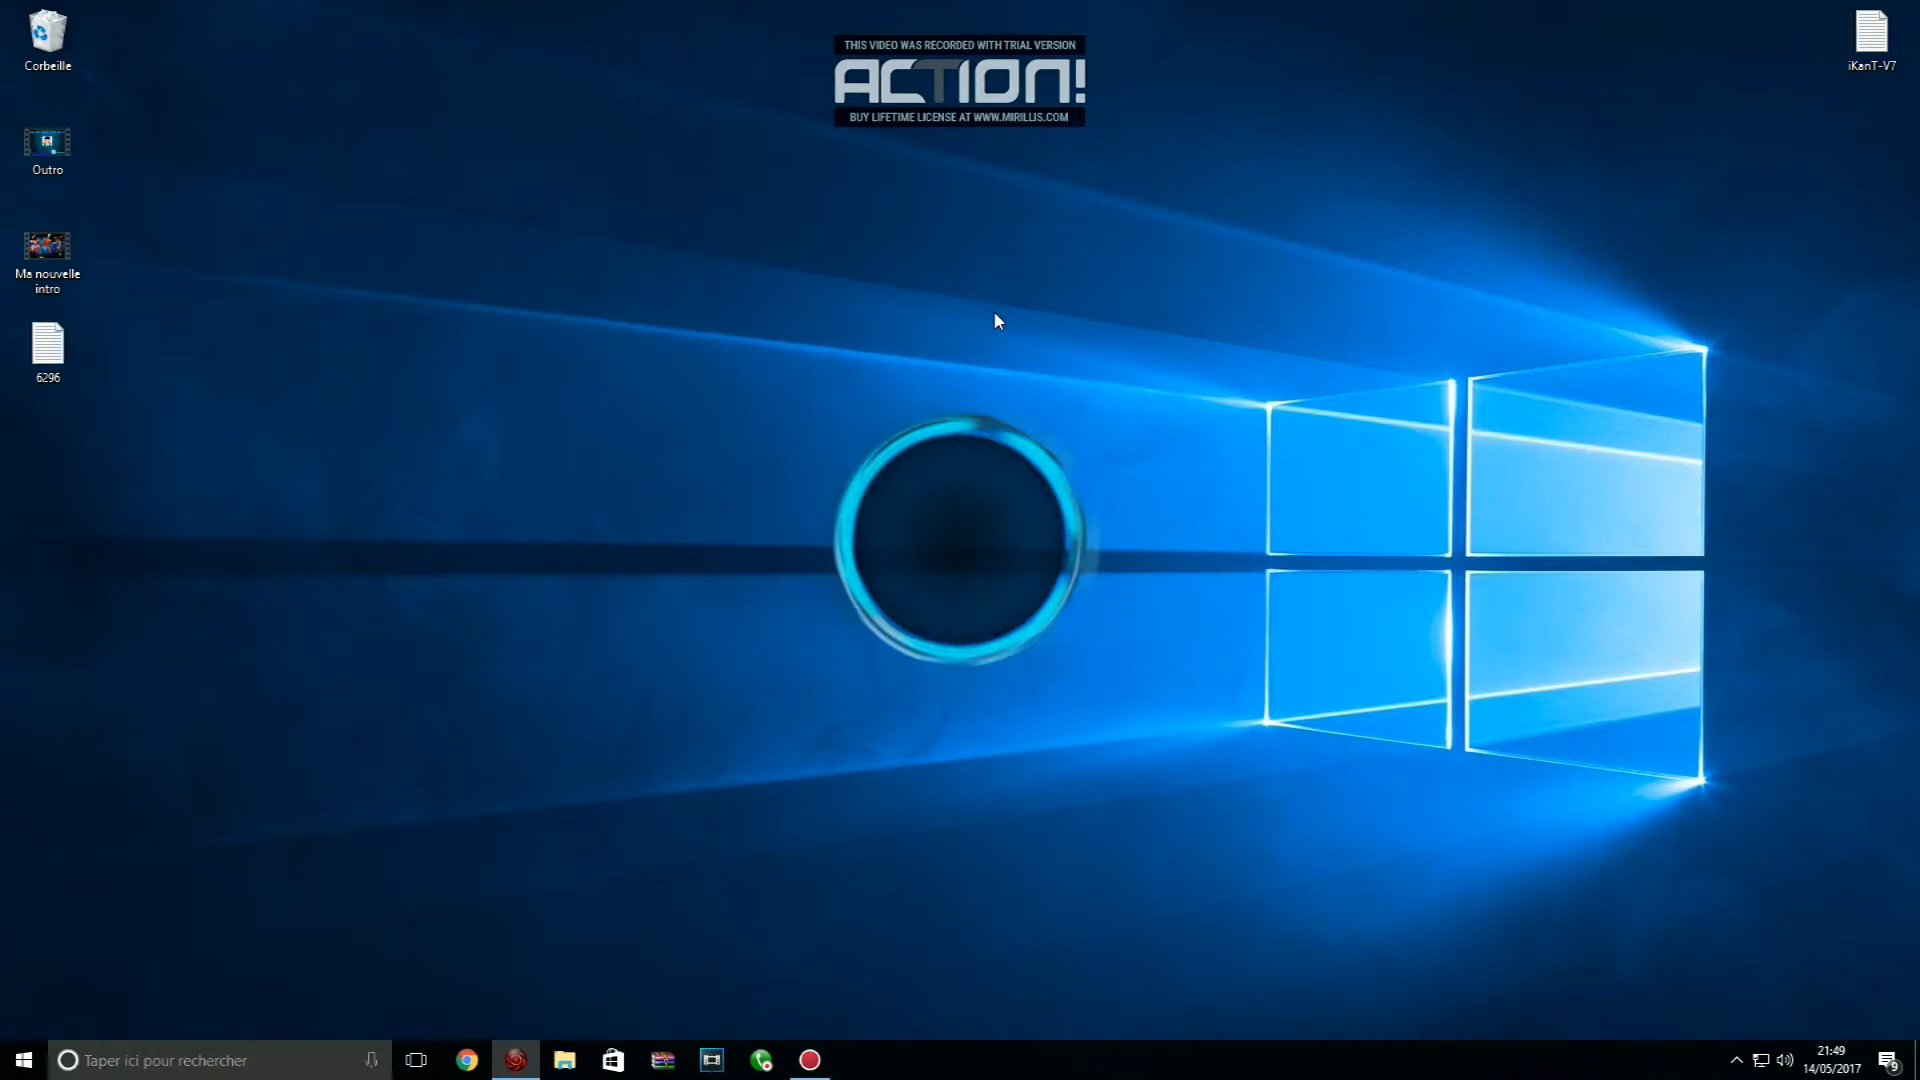 Corbeille
Outro
Ma nouvelle
intro
6296
THIS VIDEO WAS RECORDED WITH TRIAL VERSION
ACTION!
BUY LIFETIME LICENSE AT WWW.MIRILLIS.COM
iKanT-V7
Taper ici pour rechercher
21:49
14/05/2017
9